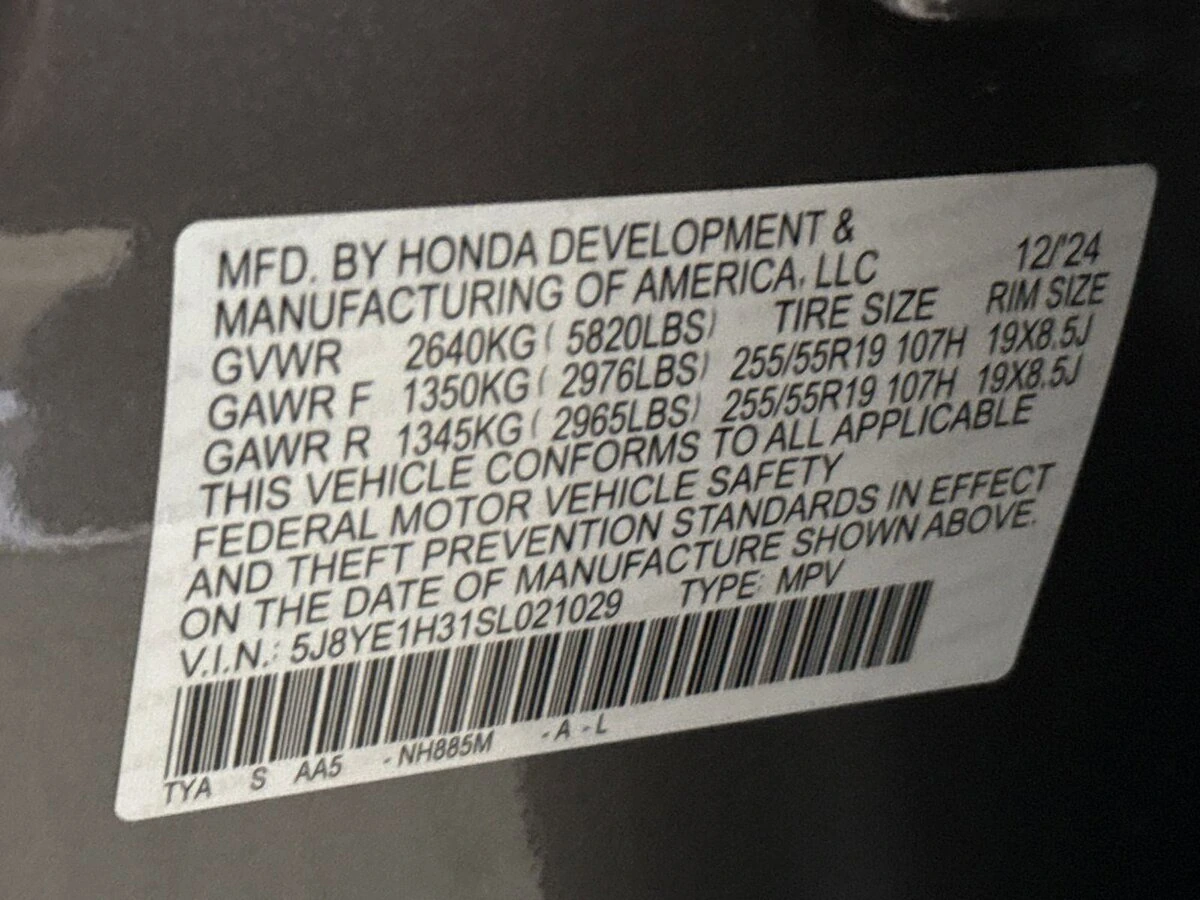 MFD. BY HONDA DEVELOPMENT &
MANUFACTURING OF AMERICA, LLC 12/'24
GVWR 2640KG ( 5820LBS) TIRE SIZE RIM SIZE
GAWR F 1350KG ( 2976LBS) 255/55R19 107H 19X8.5J
GAWR R 1345KG ( 2965LBS) 255/55R19 107H 19X8.5J
THIS VEHICLE CONFORMS TO ALL APPLICABLE
FEDERAL MOTOR VEHICLE SAFETY
AND THEFT PREVENTION STANDARDS IN EFFECT
ON THE DATE OF MANUFACTURE SHOWN ABOVE.
V.I.N.: 5J8YE1H31SL021029 TYPE: MPV
TYA S AA5 -NH885M -A -L